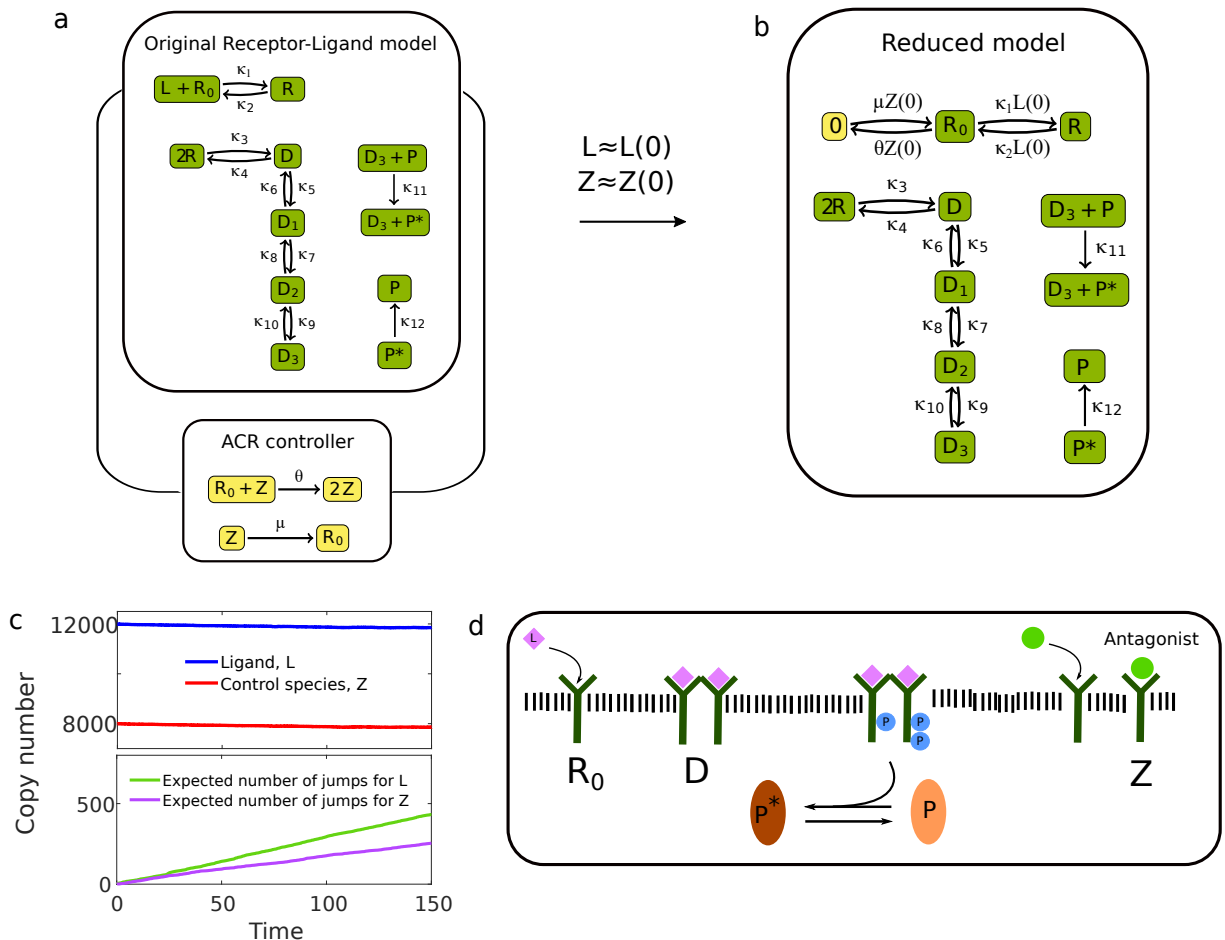 a
Original Receptor-Ligand model
L + R₀ κ₁ κ₂ R
2R κ₃ κ₄ D
κ₆ κ₅
D₁
κ₈ κ₇
D₂
κ₁₀ κ₉
D₃
D₃ + P
κ₁₁
D₃ + P*
P
κ₁₂
P*
ACR controller
R₀ + Z θ 2Z
Z μ R₀
L≈L(0)
Z≈Z(0)
b
Reduced model
0 μZ(0) θZ(0) R₀ κ₁L(0) κ₂L(0) R
2R κ₃ κ₄ D
κ₆ κ₅
D₁
κ₈ κ₇
D₂
κ₁₀ κ₉
D₃
D₃ + P
κ₁₁
D₃ + P*
P
κ₁₂
P*
c
Copy number
12000
8000
Ligand, L
Control species, Z
500
0
Expected number of jumps for L
Expected number of jumps for Z
0 50 100 150
Time
d
L
Antagonist
P P
P
R₀ D Z
P* P